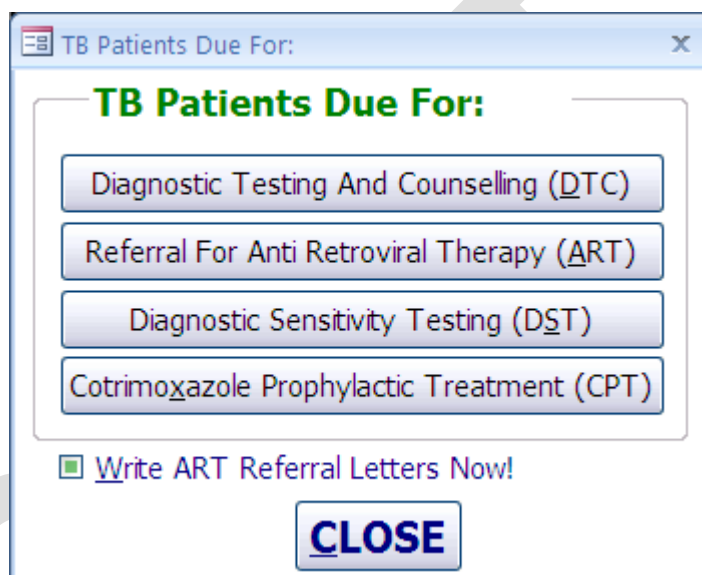 TB Patients Due For:
TB Patients Due For:
Diagnostic Testing And Counselling (DTC)
Referral For Anti Retroviral Therapy (ART)
Diagnostic Sensitivity Testing (DST)
Cotrimoxazole Prophylactic Treatment (CPT)
Write ART Referral Letters Now!
CLOSE